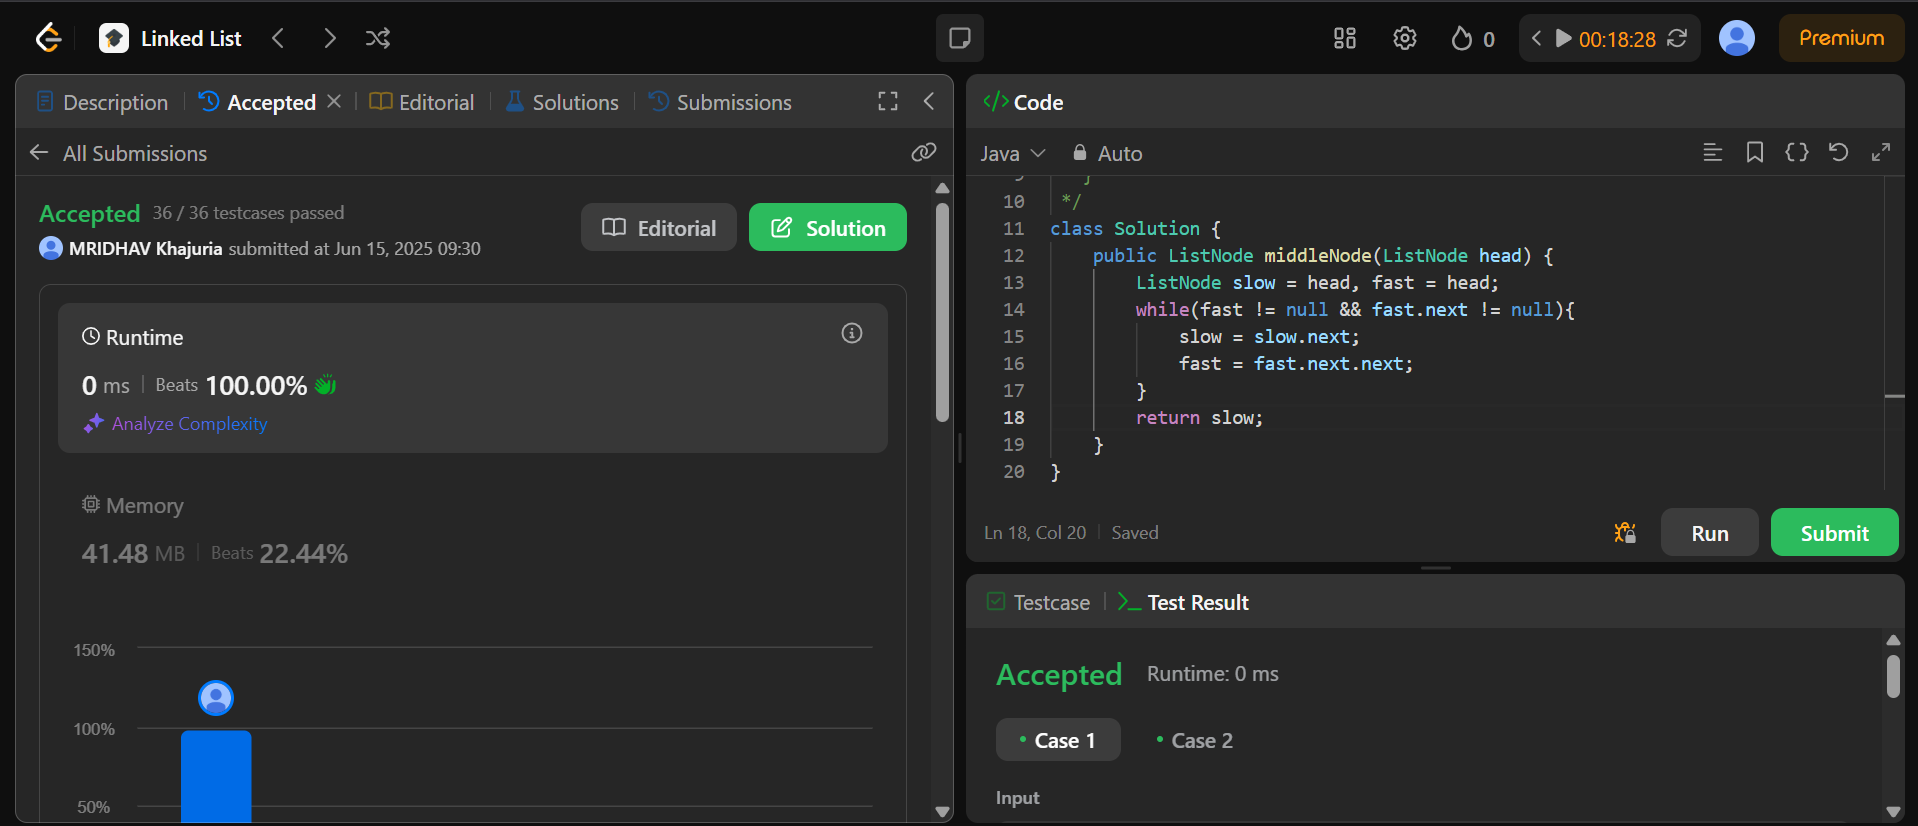 Linked List
0
00:18:28
Premium
Description
Accepted
Editorial
Solutions
Submissions
All Submissions
Accepted 36 / 36 testcases passed
MRIDHAV Khajuria submitted at Jun 15, 2025 09:30
Editorial
Solution
Runtime
0 ms Beats 100.00%
Analyze Complexity
Memory
41.48 MB Beats 22.44%
150%
100%
50%
</> Code
Java Auto
9 }
10 */
11 class Solution {
12 public ListNode middleNode(ListNode head) {
13 ListNode slow = head, fast = head;
14 while(fast != null && fast.next != null){
15 slow = slow.next;
16 fast = fast.next.next;
17 }
18 return slow;
19 }
20 }
Ln 18, Col 20 Saved
Run
Submit
Testcase
>_ Test Result
Accepted Runtime: 0 ms
• Case 1 • Case 2
Input